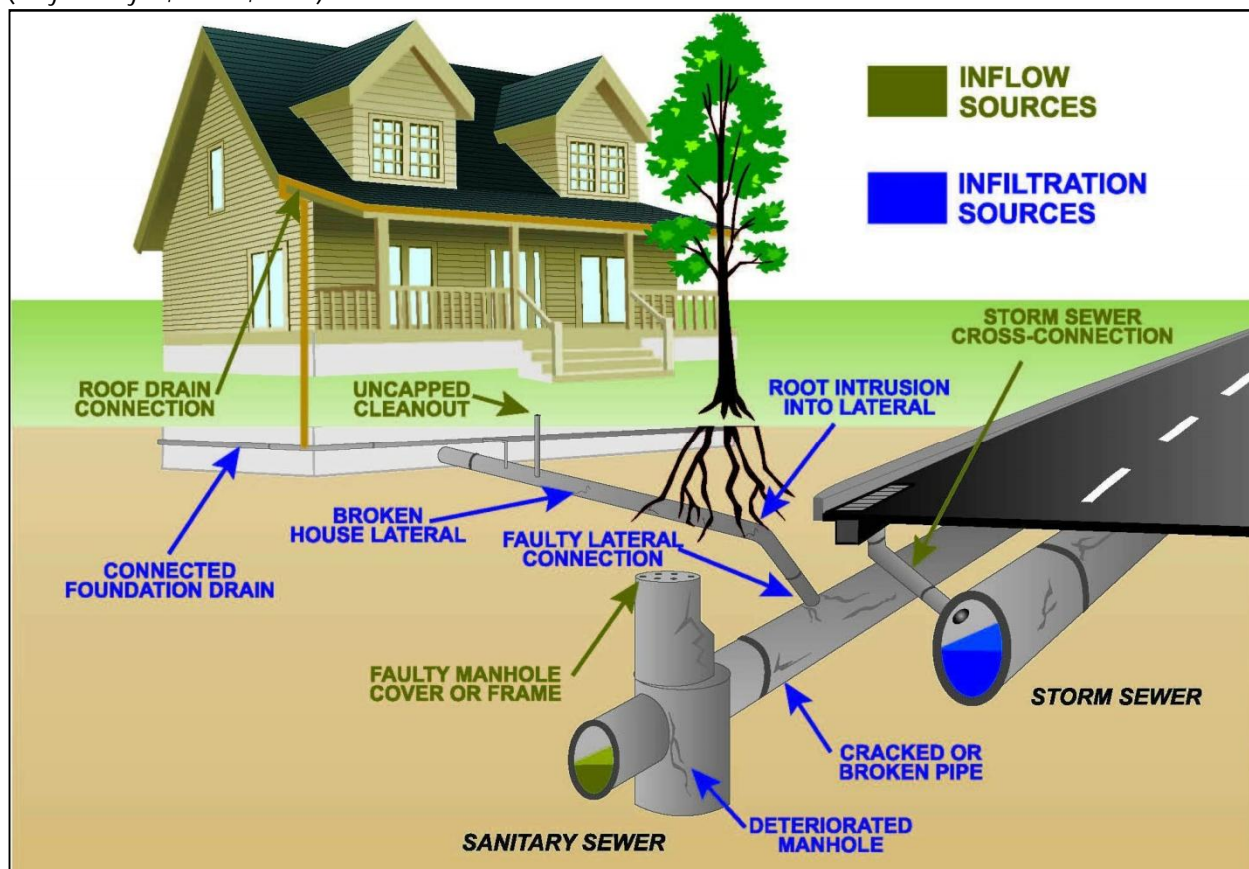 INFLOW
SOURCES
INFILTRATION
SOURCES
STORM SEWER
CROSS-CONNECTION
ROOF DRAIN
CONNECTION
UNCAPPED
CLEANOUT
ROOT INTRUSION
INTO LATERAL
BROKEN
HOUSE LATERAL
FAULTY LATERAL
CONNECTION
CONNECTED
FOUNDATION DRAIN
FAULTY MANHOLE
COVER OR FRAME
STORM SEWER
CRACKED OR
BROKEN PIPE
DETERIORATED
MANHOLE
SANITARY SEWER